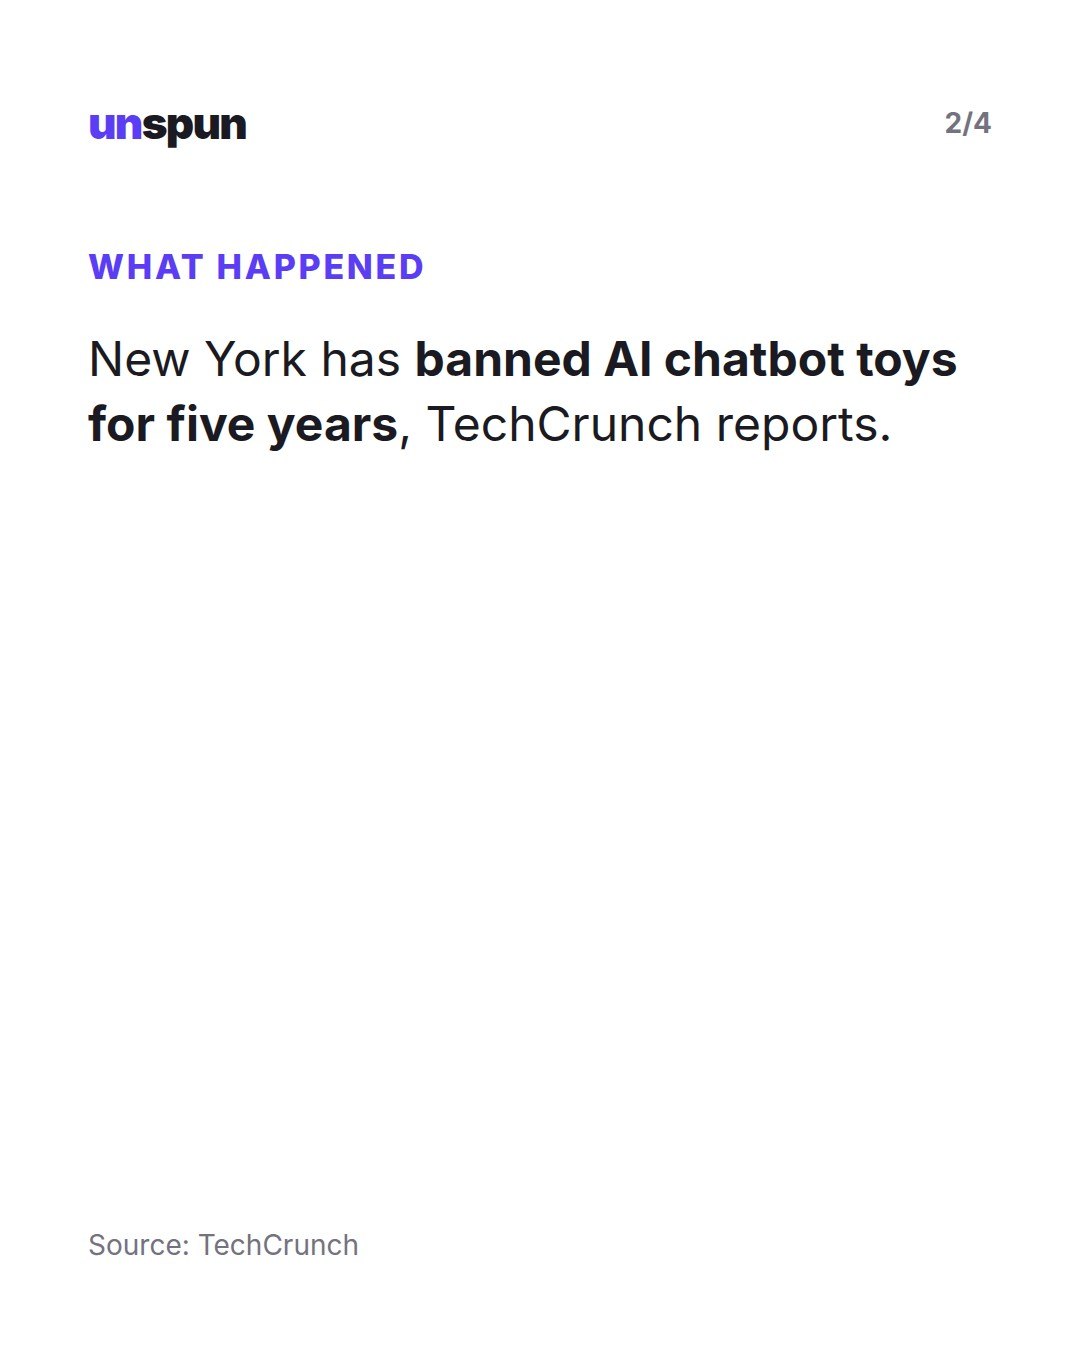 unspun
2/4
WHAT HAPPENED
New York has banned AI chatbot toys
for five years, TechCrunch reports.
Source: TechCrunch